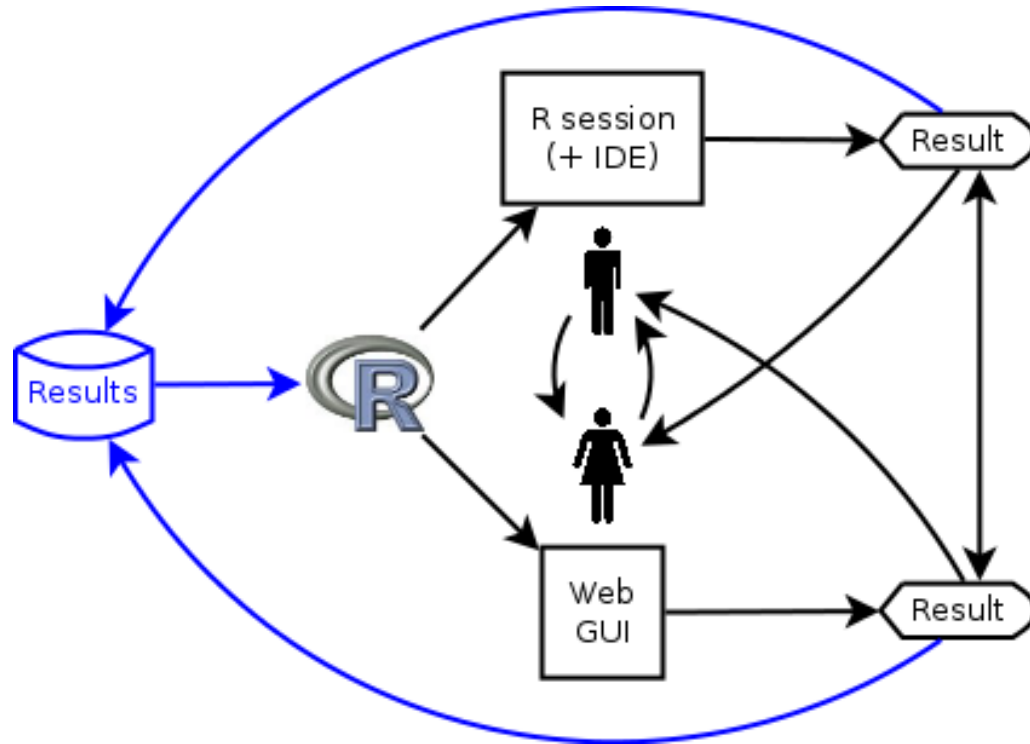 R session
(+ IDE)
Result
Results
R
Web
GUI
Result